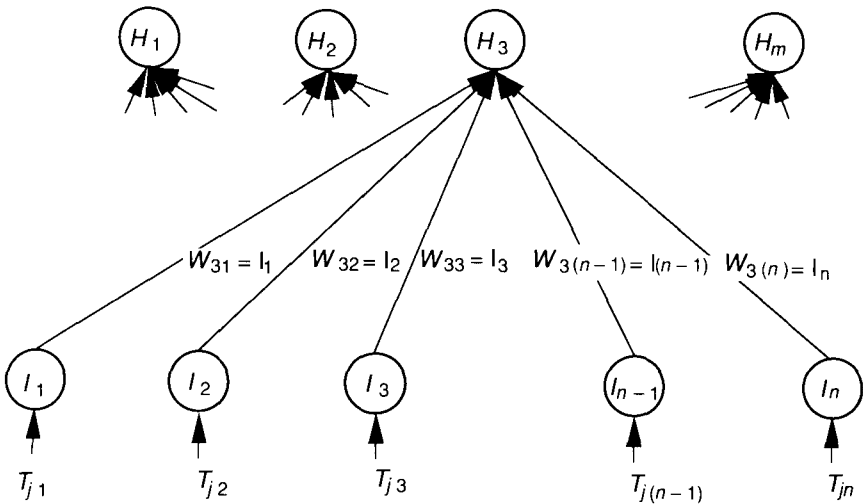 H₁ H₂ H₃ Hₘ
W₃₁ = I₁ W₃₂ = I₂ W₃₃ = I₃ W₃₍ₙ₋₁₎ = I₍ₙ₋₁₎ W₃₍ₙ₎ = Iₙ
I₁ I₂ I₃ Iₙ₋₁ Iₙ
Tⱼ₁ Tⱼ₂ Tⱼ₃ Tⱼ₍ₙ₋₁₎ Tⱼₙ